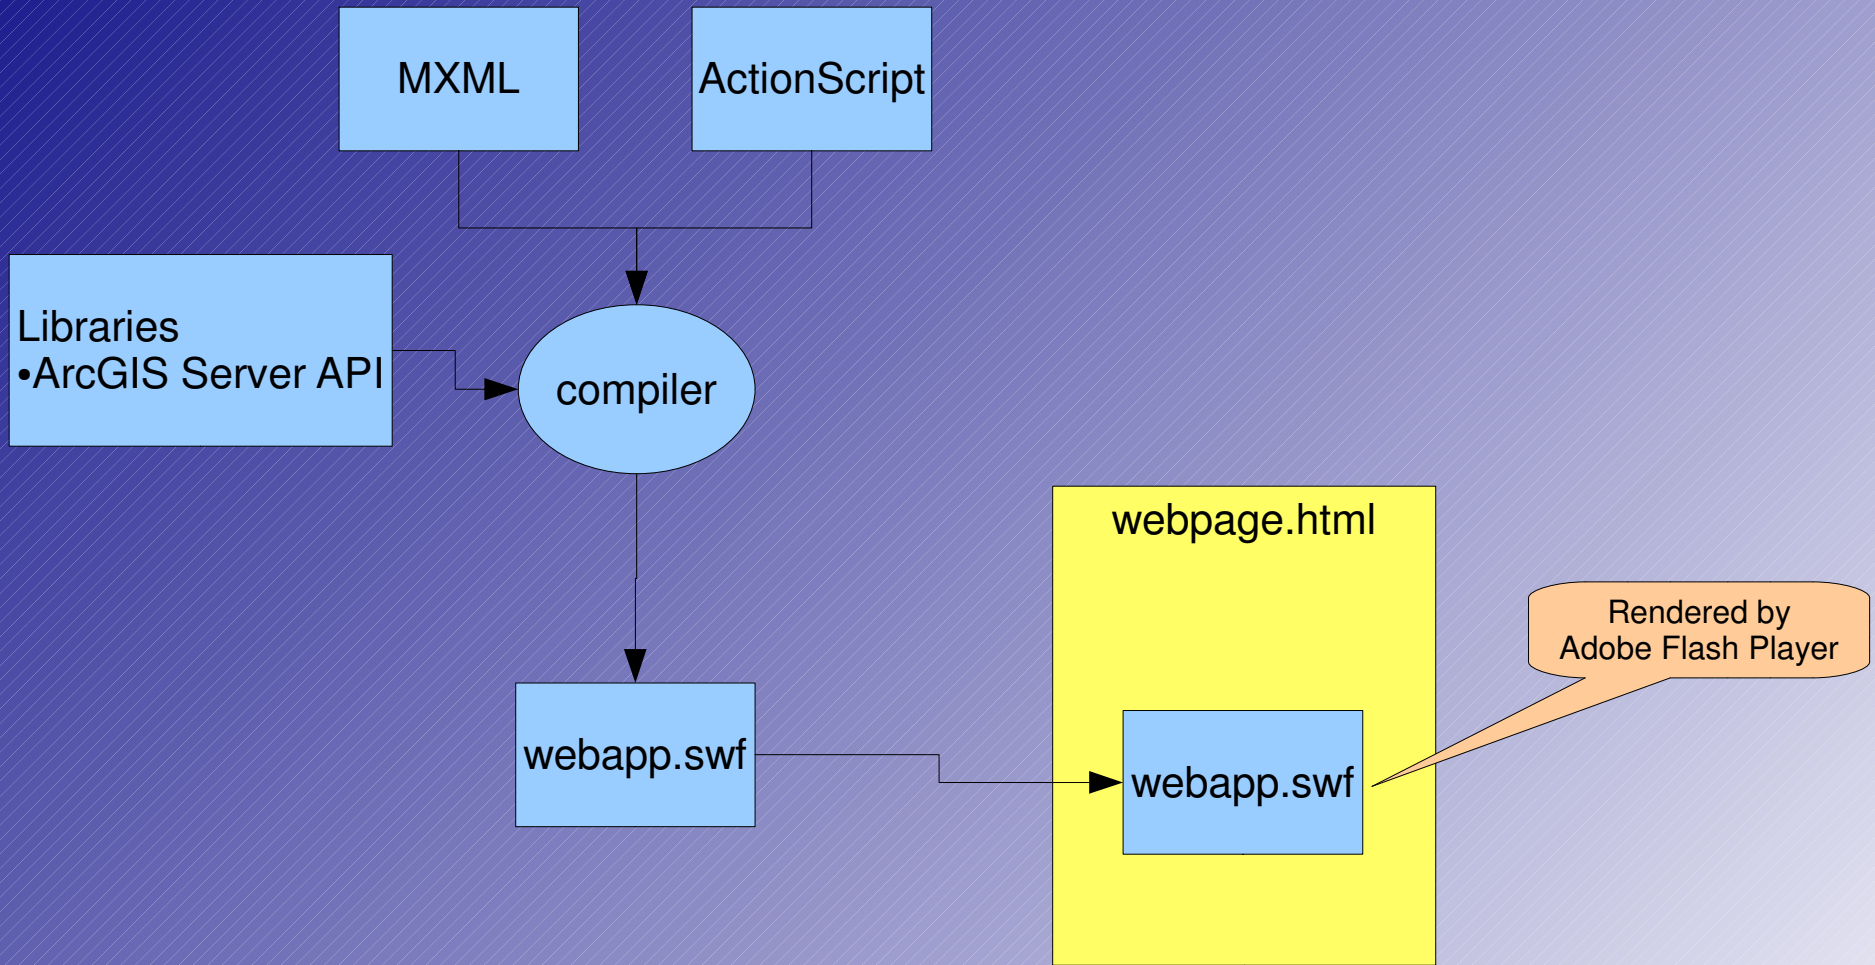 MXML
ActionScript
Libraries
•ArcGIS Server API
compiler
webapp.swf
webpage.html
webapp.swf
Rendered by
Adobe Flash Player